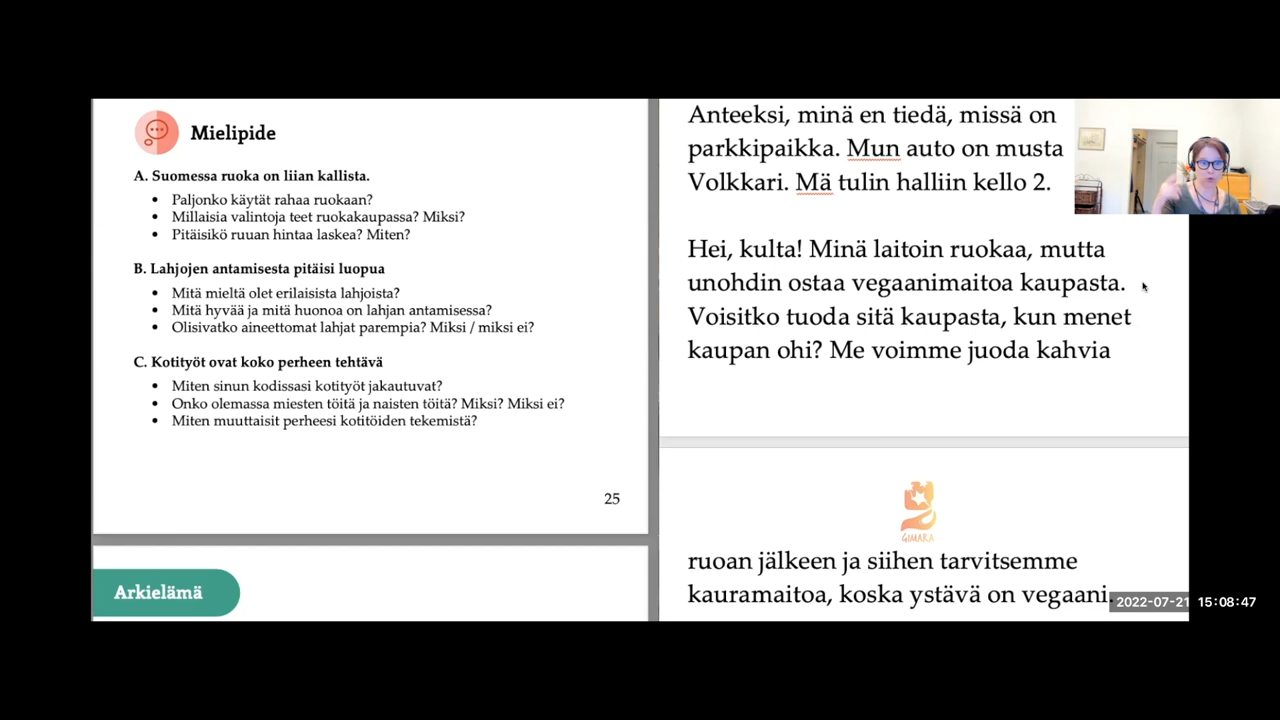 Mielipide
A. Suomessa ruoka on liian kallista.
• Paljonko käytät rahaa ruokaan?
• Millaisia valintoja teet ruokakaupassa? Miksi?
• Pitäisikö ruuan hintaa laskea? Miten?
B. Lahjojen antamisesta pitäisi luopua
• Mitä mieltä olet erilaisista lahjoista?
• Mitä hyvää ja mitä huonoa on lahjan antamisessa?
• Olisivatko aineettomat lahjat parempia? Miksi / miksi ei?
C. Kotityöt ovat koko perheen tehtävä
• Miten sinun kodissasi kotityöt jakautuvat?
• Onko olemassa miesten töitä ja naisten töitä? Miksi? Miksi ei?
• Miten muuttaisit perheesi kotitöiden tekemistä?
25
Arkielämä
Anteeksi, minä en tiedä, missä on
parkkipaikka. Mun auto on musta
Volkkari. Mä tulin halliin kello 2.
Hei, kulta! Minä laitoin ruokaa, mutta
unohdin ostaa vegaanimaitoa kaupasta.
Voisitko tuoda sitä kaupasta, kun menet
kaupan ohi? Me voimme juoda kahvia
GIMARA
ruoan jälkeen ja siihen tarvitsemme
kauramaitoa, koska ystävä on vegaani.
2022-07-21 15:08:47